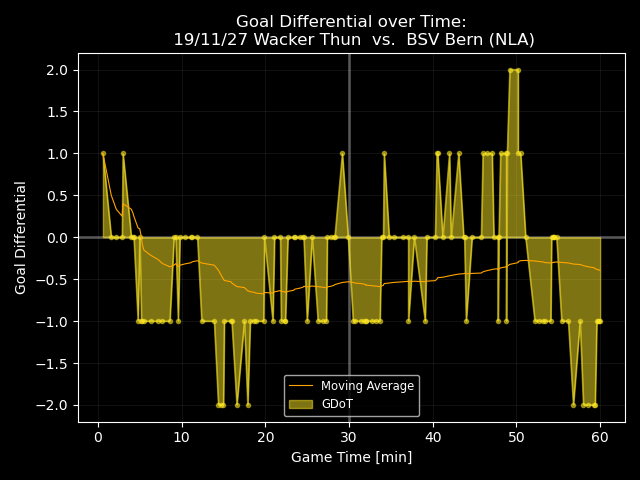 Goal Differential over Time:
19/11/27 Wacker Thun  vs.  BSV Bern (NLA)
Goal Differential
2.0
1.5
1.0
0.5
0.0
−0.5
−1.0
−1.5
−2.0
Moving Average
GDoT
0 10 20 30 40 50 60
Game Time [min]